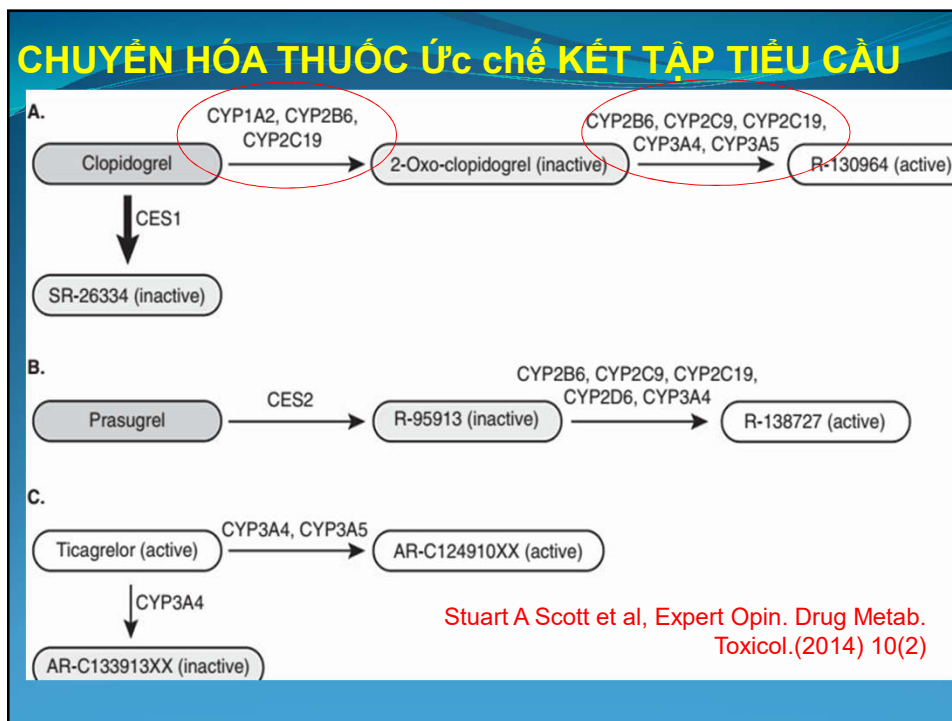 CHUYỂN HÓA THUỐC Ức chế KẾT TẬP TIỂU CẦU
A.
CYP1A2, CYP2B6,
CYP2C19
CYP2B6, CYP2C9, CYP2C19,
CYP3A4, CYP3A5
Clopidogrel
2-Oxo-clopidogrel (inactive)
R-130964 (active)
CES1
SR-26334 (inactive)
B.
CES2
CYP2B6, CYP2C9, CYP2C19,
CYP2D6, CYP3A4
Prasugrel
R-95913 (inactive)
R-138727 (active)
C.
CYP3A4, CYP3A5
Ticagrelor (active)
AR-C124910XX (active)
CYP3A4
AR-C133913XX (inactive)
Stuart A Scott et al, Expert Opin. Drug Metab.
Toxicol.(2014) 10(2)